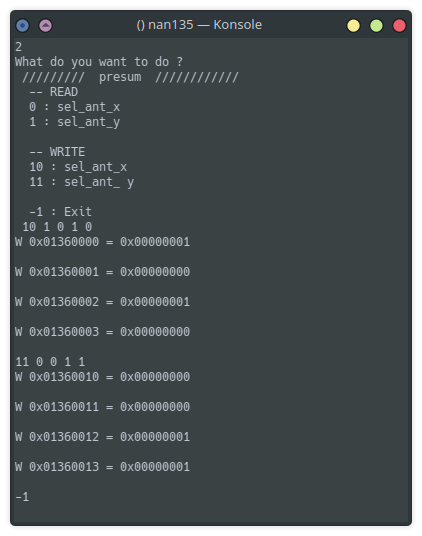 () nan135 — Konsole
2
What do you want to do ?
///////// presum ////////////
-- READ
0 : sel_ant_x
1 : sel_ant_y
-- WRITE
10 : sel_ant_x
11 : sel_ant_ y
-1 : Exit
10 1 0 1 0
W 0x01360000 = 0x00000001
W 0x01360001 = 0x00000000
W 0x01360002 = 0x00000001
W 0x01360003 = 0x00000000
11 0 0 1 1
W 0x01360010 = 0x00000000
W 0x01360011 = 0x00000000
W 0x01360012 = 0x00000001
W 0x01360013 = 0x00000001
-1